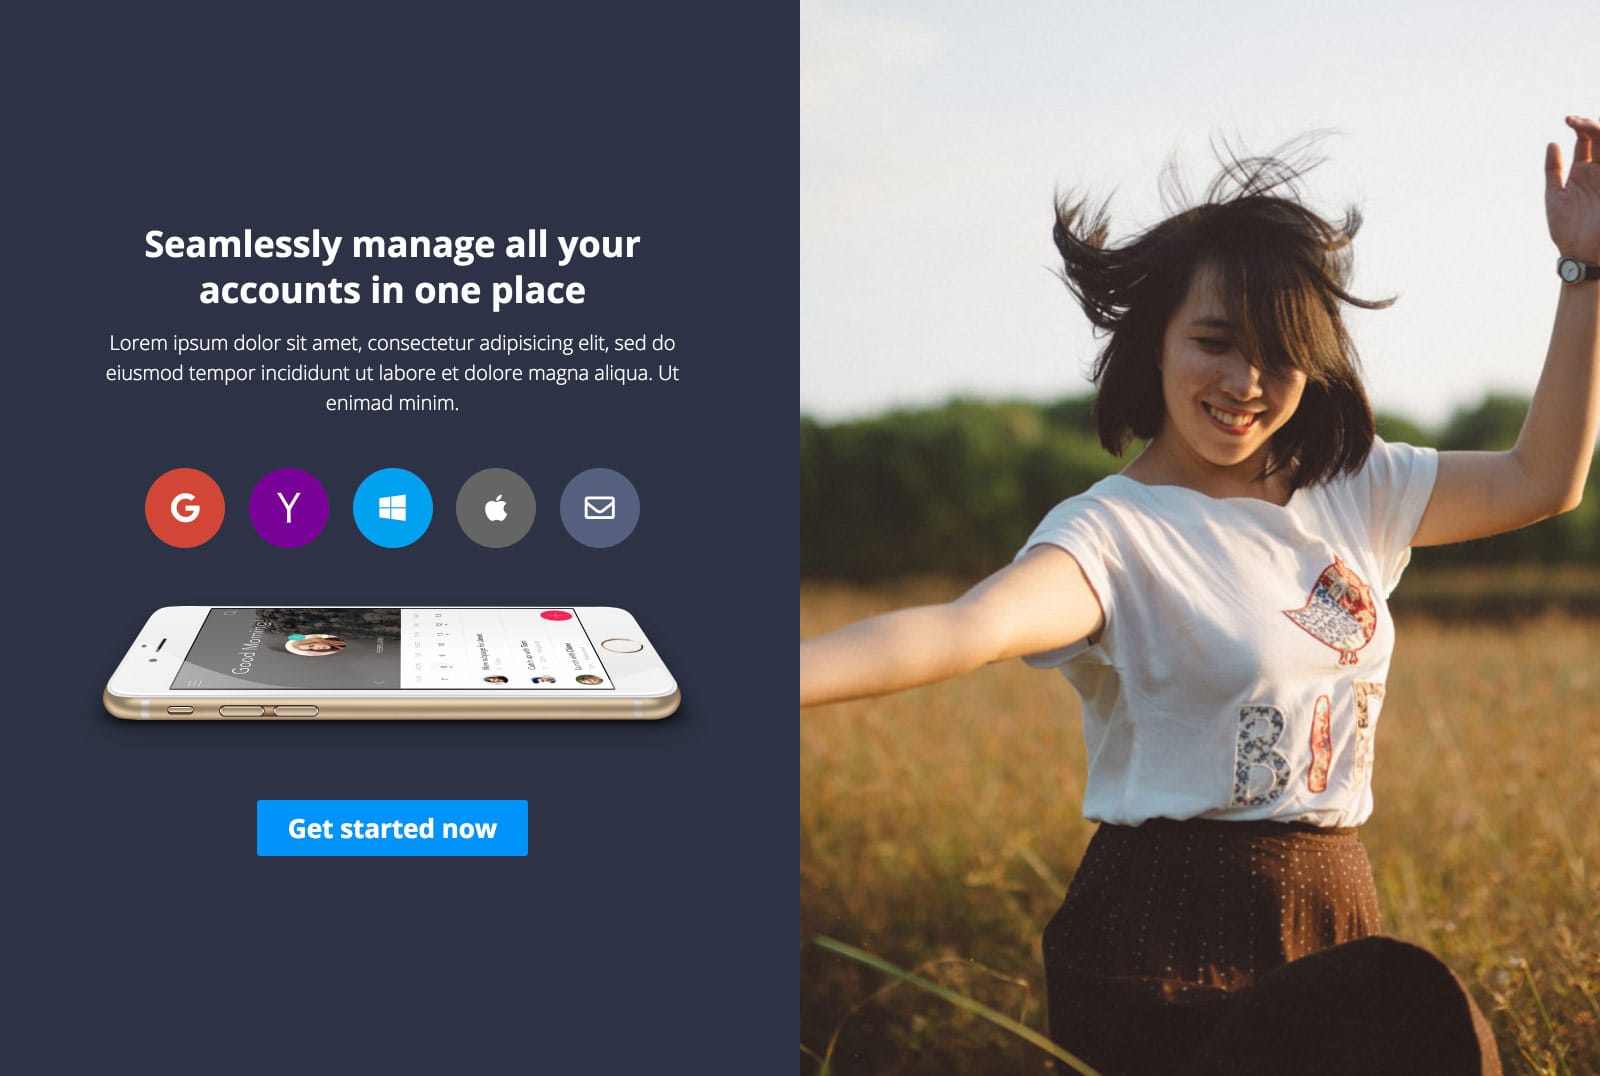 Seamlessly manage all your
accounts in one place
Lorem ipsum dolor sit amet, consectetur adipisicing elit, sed do
eiusmod tempor incididunt ut labore et dolore magna aliqua. Ut
enimad minim.
G
Y
Good Morning!
Get started now
BI